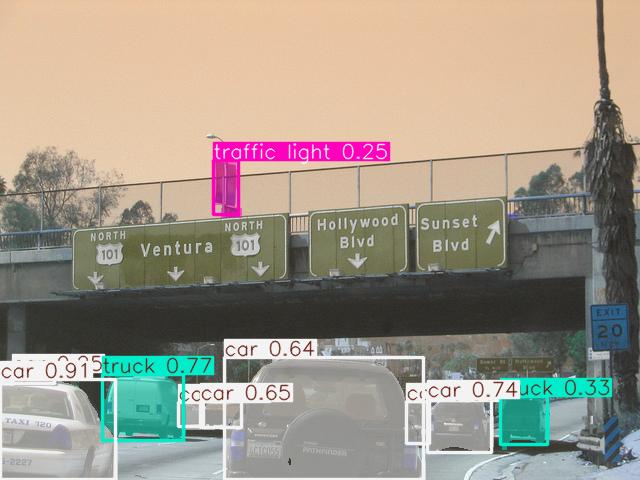 traffic light 0.25
NORTH
101
Ventura
NORTH
101
Hollywood
Blvd
Sunset
Blvd
EXIT
20
car 0.64
car 0.91
truck 0.77
car 0.65
car 0.74
uck 0.33
TAXI 120
PATHFINDER